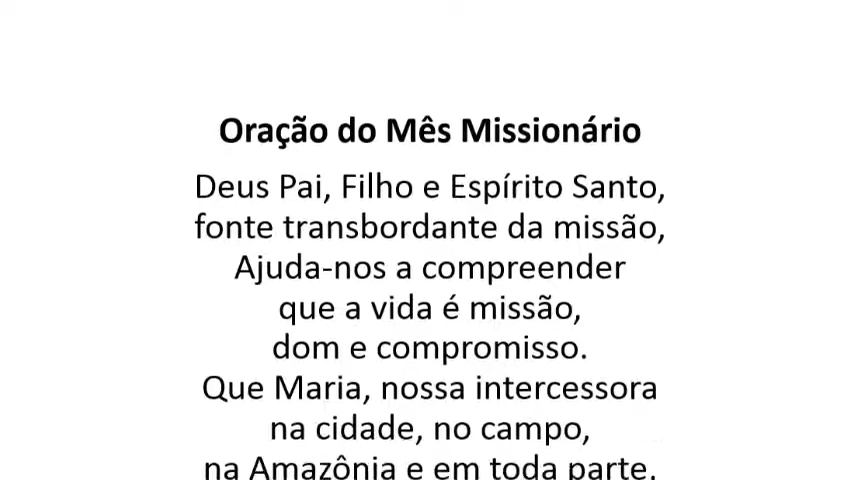 Oração do Mês Missionário
Deus Pai, Filho e Espírito Santo,
fonte transbordante da missão,
Ajuda-nos a compreender
que a vida é missão,
dom e compromisso.
Que Maria, nossa intercessora
na cidade, no campo,
na Amazônia e em toda parte,